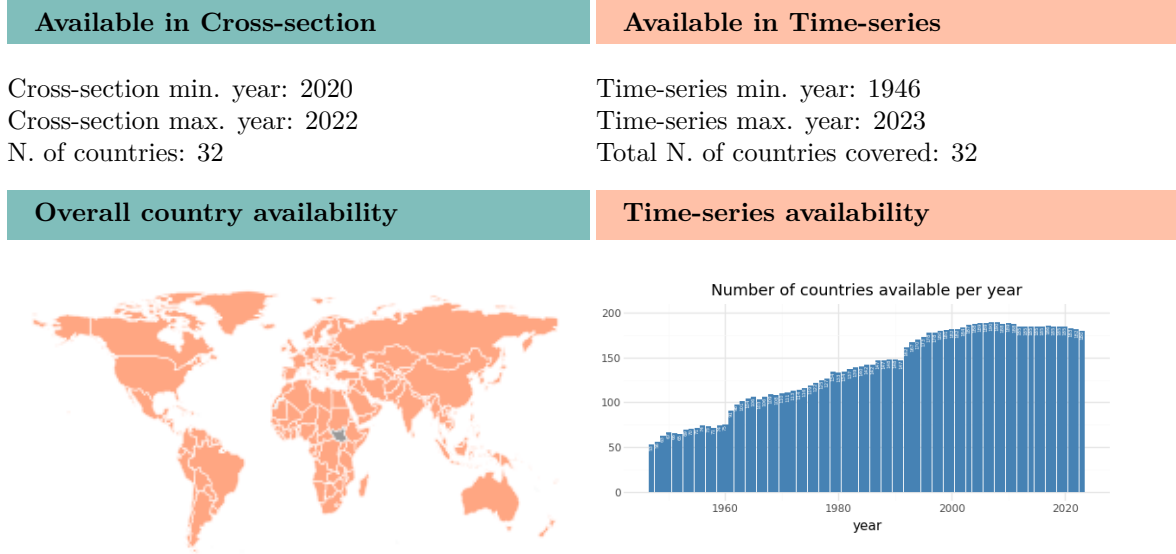 Available in Cross-section
Available in Time-series
Cross-section min. year: 2020
Cross-section max. year: 2022
N. of countries: 32
Time-series min. year: 1946
Time-series max. year: 2023
Total N. of countries covered: 32
Overall country availability
Time-series availability
Number of countries available per year
200
150
100
50
0
1960
1980
2000
2020
year